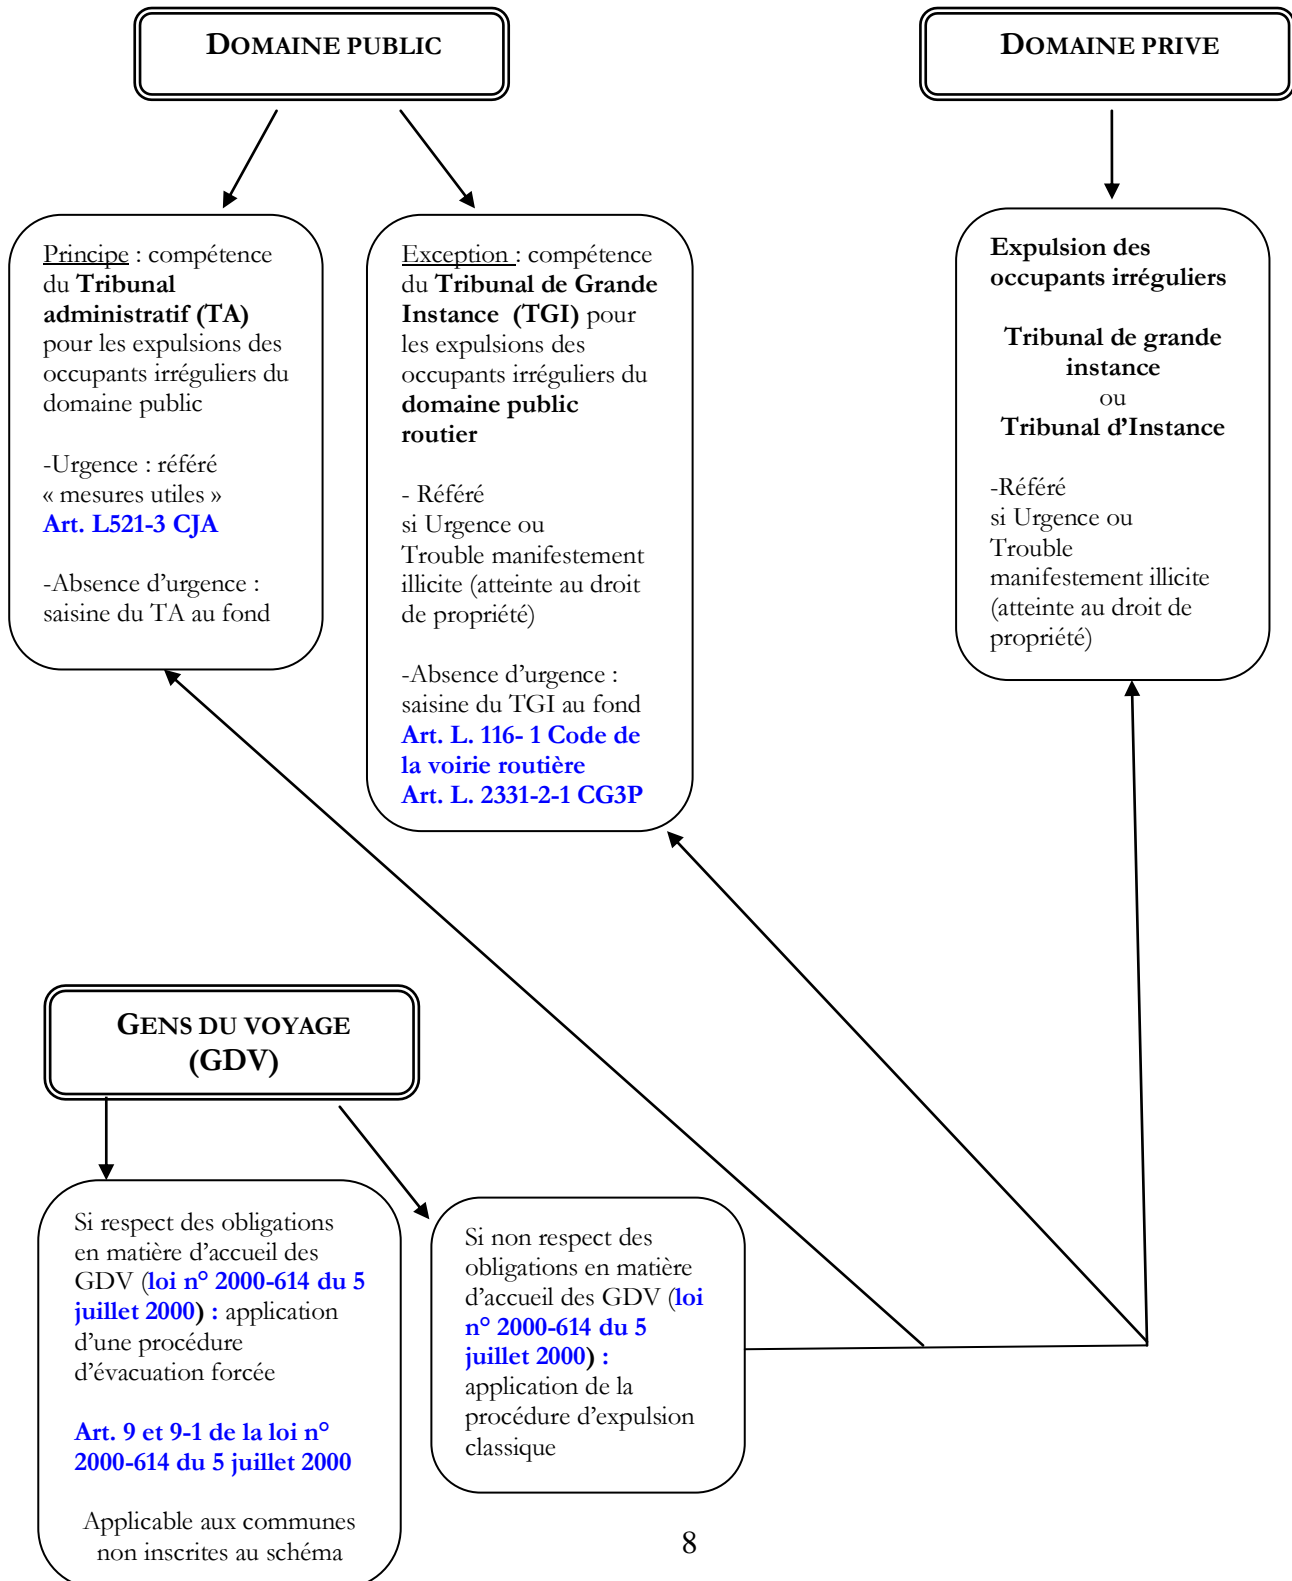 DOMAINE PUBLIC
DOMAINE PRIVE
Principe : compétence
du Tribunal
administratif (TA)
pour les expulsions des
occupants irréguliers du
domaine public
-Urgence : référé
« mesures utiles »
Art. L521-3 CJA
-Absence d’urgence :
saisine du TA au fond
Exception : compétence
du Tribunal de Grande
Instance (TGI) pour
les expulsions des
occupants irréguliers du
domaine public
routier
- Référé
si Urgence ou
Trouble manifestement
illicite (atteinte au droit
de propriété)
-Absence d’urgence :
saisine du TGI au fond
Art. L. 116- 1 Code de
la voirie routière
Art. L. 2331-2-1 CG3P
Expulsion des
occupants irréguliers
Tribunal de grande
instance
ou
Tribunal d’Instance
-Référé
si Urgence ou
Trouble
manifestement illicite
(atteinte au droit de
propriété)
GENS DU VOYAGE
(GDV)
Si respect des obligations
en matière d’accueil des
GDV (loi n° 2000-614 du 5
juillet 2000) : application
d’une procédure
d’évacuation forcée
Art. 9 et 9-1 de la loi n°
2000-614 du 5 juillet 2000
Applicable aux communes
non inscrites au schéma
Si non respect des
obligations en matière
d’accueil des GDV (loi
n° 2000-614 du 5
juillet 2000) :
application de la
procédure d’expulsion
classique
8